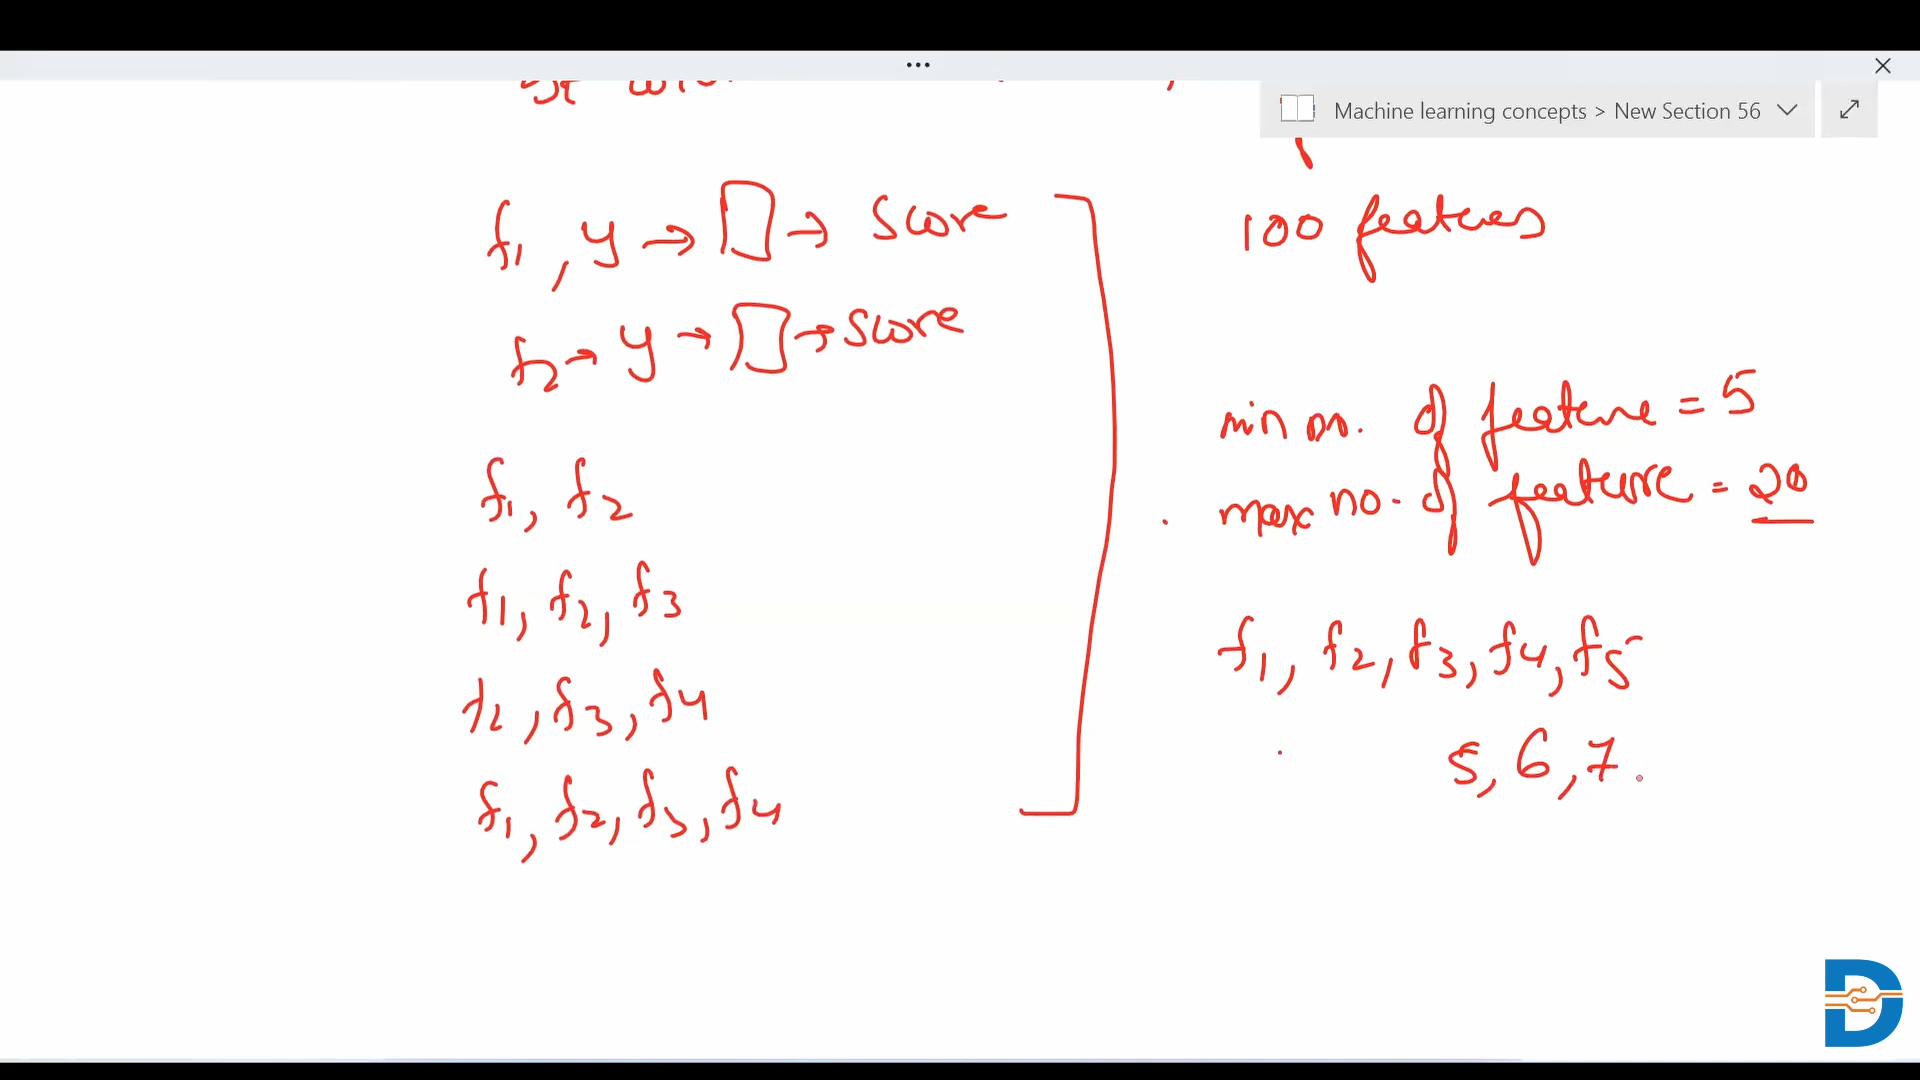 Machine learning concepts > New Section 56
f1, y → → Score
f2 → y → → Score
f1, f2
f1, f2, f3
f2, f3, f4
f1, f2, f3, f4
100 features
min no. of feature = 5
max no. of feature = 20
f1, f2, f3, f4, f5
5, 6, 7